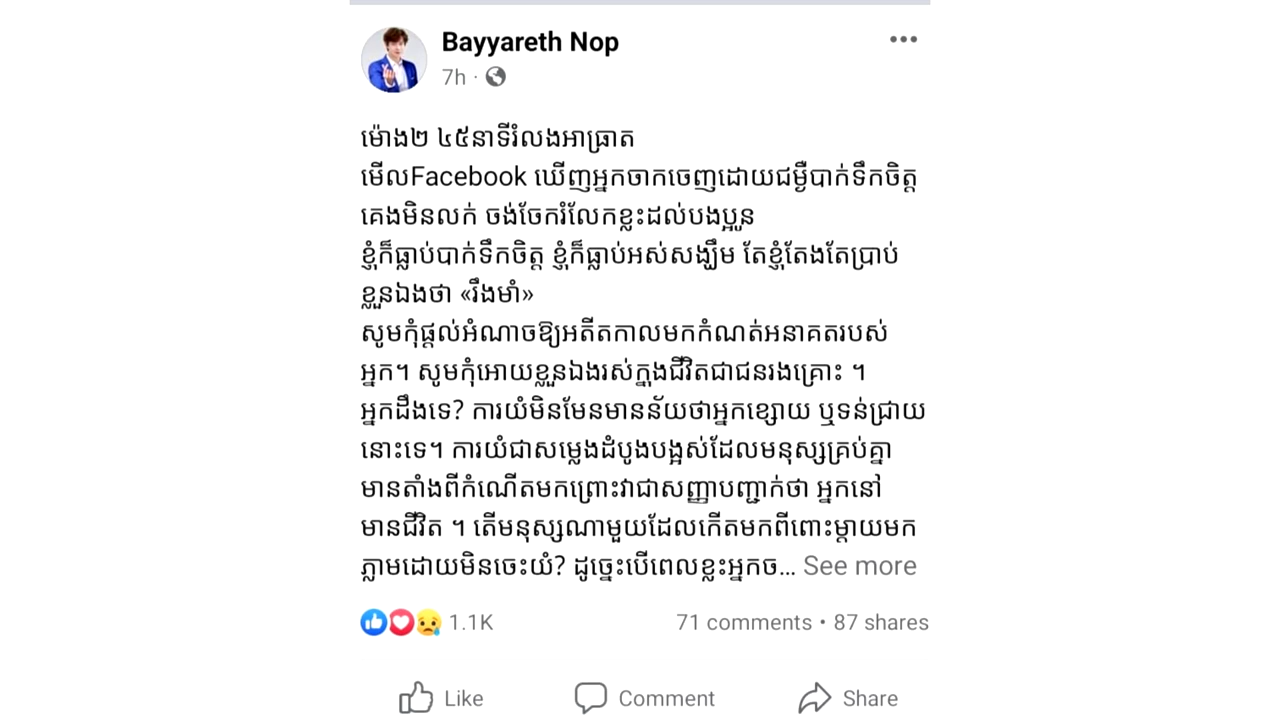 Bayyareth Nop
7h ·
ម៉ោង២ ៤៥នាទីរំលងអាធ្រាត
មើលFacebook ឃើញអ្នកចាកចេញដោយជម្ងឺបាក់ទឹកចិត្ត
គេងមិនលក់ ចង់ចែករំលែកខ្លះដល់បងប្អូន
ខ្ញុំក៏ធ្លាប់បាក់ទឹកចិត្ត ខ្ញុំក៏ធ្លាប់អស់សង្ឃឹម តែខ្ញុំតែងតែប្រាប់
ខ្លួនឯងថា «រឹងមាំ»
សូមកុំផ្តល់អំណាចឱ្យអតីតកាលមកកំណត់អនាគតរបស់
អ្នក។ សូមកុំអោយខ្លួនឯងរស់ក្នុងជីវិតជាជនរងគ្រោះ ។
អ្នកដឹងទេ? ការយំមិនមែនមានន័យថាអ្នកខ្សោយ ឬទន់ជ្រាយ
នោះទេ។ ការយំជាសម្លេងដំបូងបង្អស់ដែលមនុស្សគ្រប់គ្នា
មានតាំងពីកំណើតមកព្រោះវាជាសញ្ញាបញ្ជាក់ថា អ្នកនៅ
មានជីវិត ។ តើមនុស្សណាមួយដែលកើតមកពីពោះម្តាយមក
ភ្លាមដោយមិនចេះយំ? ដូច្នេះបើពេលខ្លះអ្នកច... See more
1.1K 71 comments • 87 shares
Like Comment Share